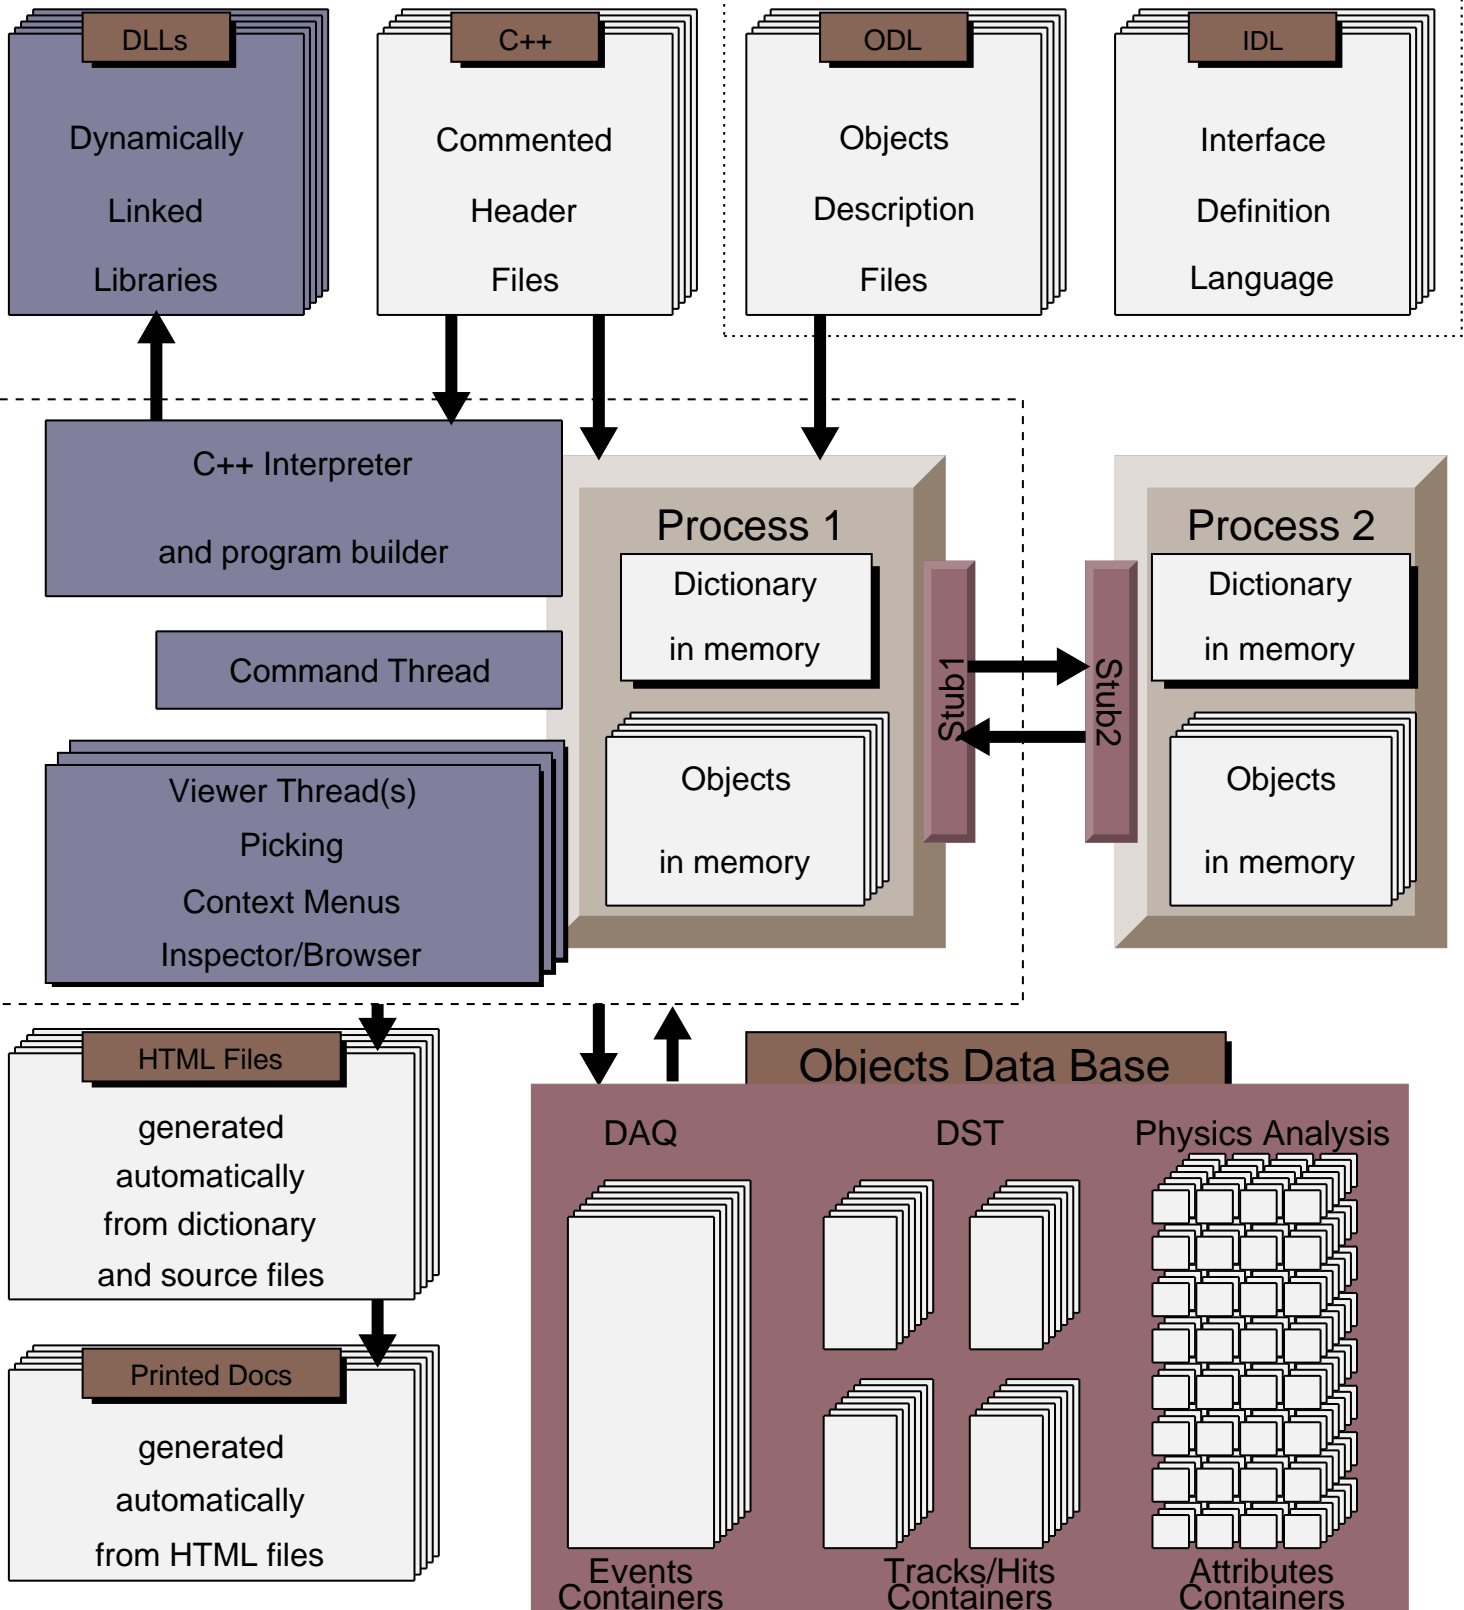 DLLs
Dynamically
Linked
Libraries
C++
Commented
Header
Files
ODL
Objects
Description
Files
IDL
Interface
Definition
Language
C++ Interpreter
and program builder
Command Thread
Viewer Thread(s)
Picking
Context Menus
Inspector/Browser
Process 1
Dictionary
in memory
Objects
in memory
Stub1
Stub2
Process 2
Dictionary
in memory
Objects
in memory
HTML Files
generated
automatically
from dictionary
and source files
Printed Docs
generated
automatically
from HTML files
Objects Data Base
DAQ
Events
Containers
DST
Tracks/Hits
Containers
Physics Analysis
Attributes
Containers